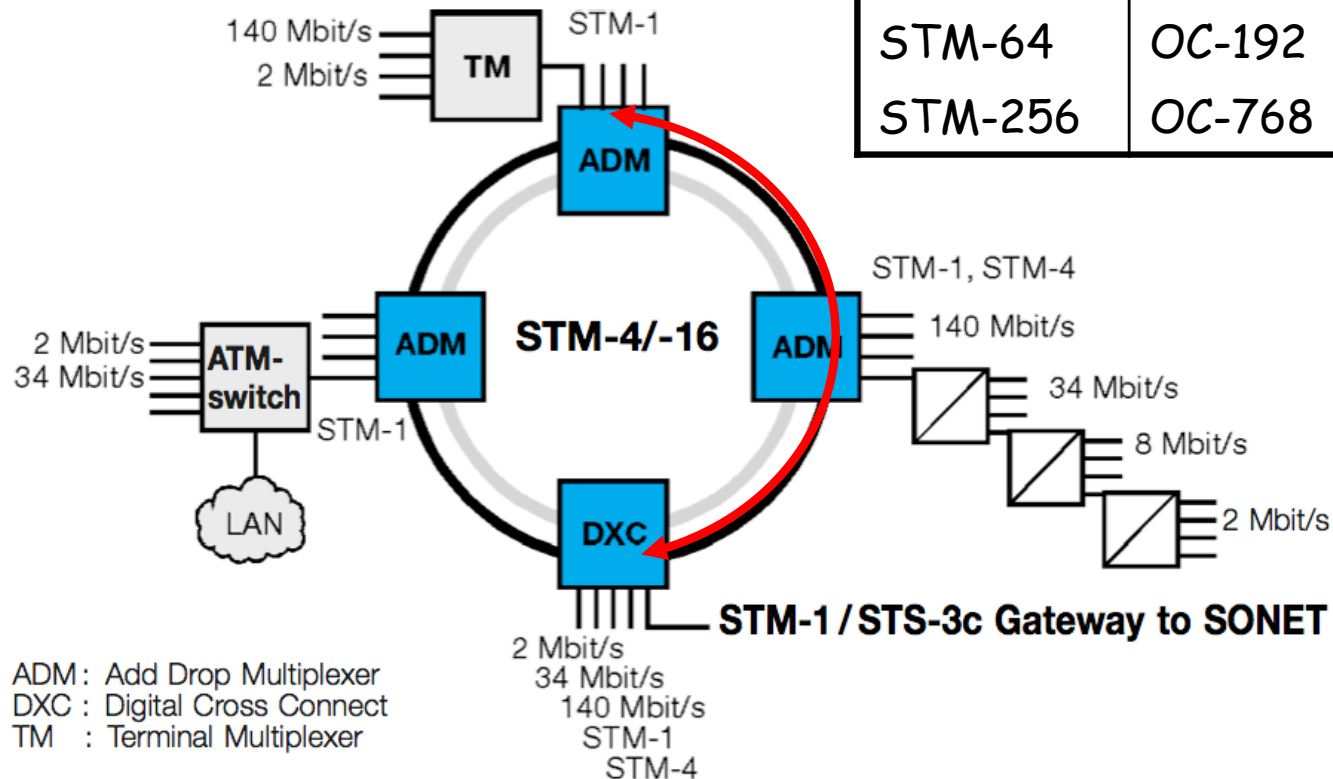 140 Mbit/s
2 Mbit/s
TM
STM-1
STM-64 OC-192
STM-256 OC-768
ADM
STM-1, STM-4
140 Mbit/s
ADM
STM-4/-16
ADM
2 Mbit/s
34 Mbit/s
ATM-
switch
STM-1
34 Mbit/s
8 Mbit/s
2 Mbit/s
LAN
DXC
STM-1 / STS-3c Gateway to SONET
2 Mbit/s
34 Mbit/s
140 Mbit/s
STM-1
STM-4
ADM : Add Drop Multiplexer
DXC : Digital Cross Connect
TM : Terminal Multiplexer